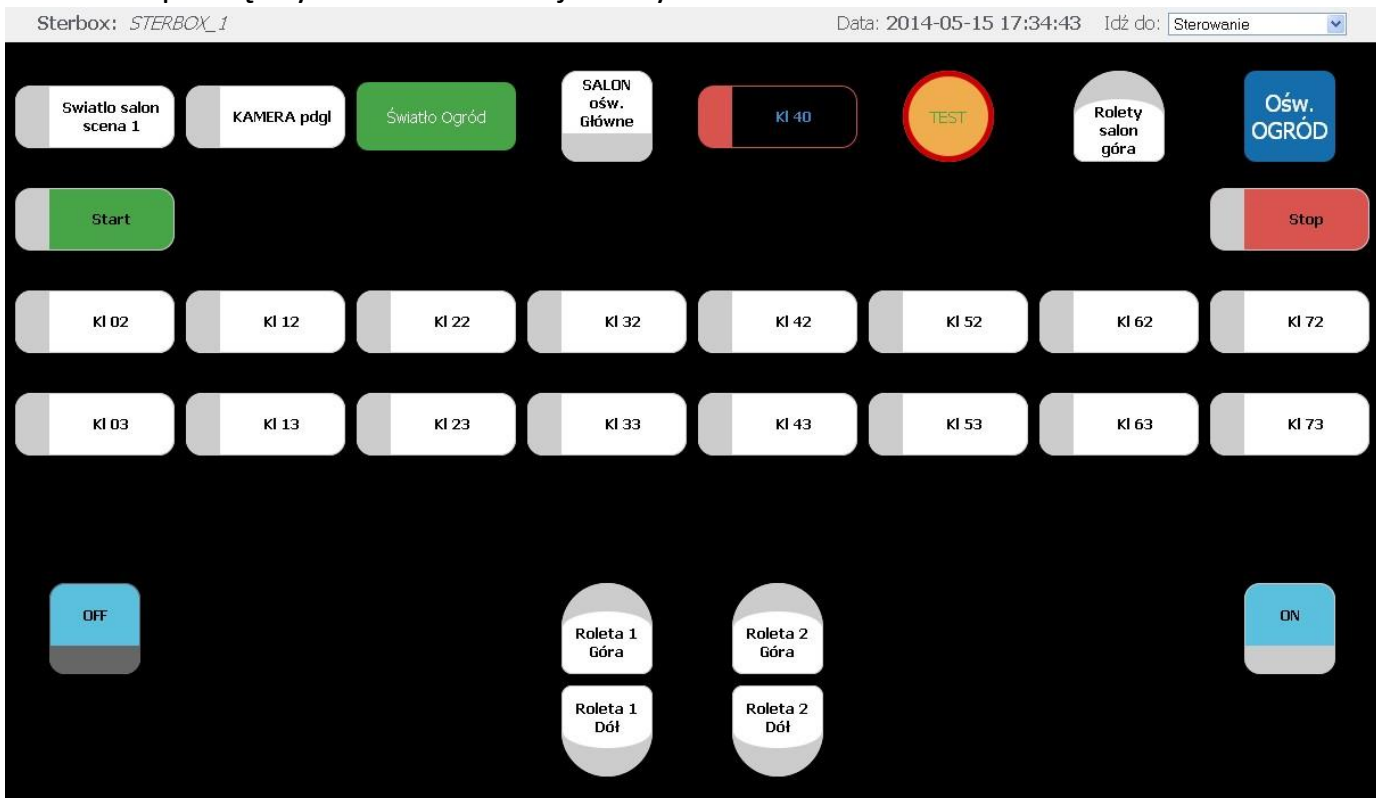 Sterbox: STERBOX_1 Data: 2014-05-15 17:34:43 Idź do: Sterowanie
Swiatlo salon
scena 1
KAMERA pdgl
Światło Ogród
SALON
ośw.
Główne
Kl 40
TEST
Rolety
salon
góra
Ośw.
OGRÓD
Start
Stop
Kl 02
Kl 12
Kl 22
Kl 32
Kl 42
Kl 52
Kl 62
Kl 72
Kl 03
Kl 13
Kl 23
Kl 33
Kl 43
Kl 53
Kl 63
Kl 73
OFF
Roleta 1
Góra
Roleta 2
Góra
ON
Roleta 1
Dół
Roleta 2
Dół